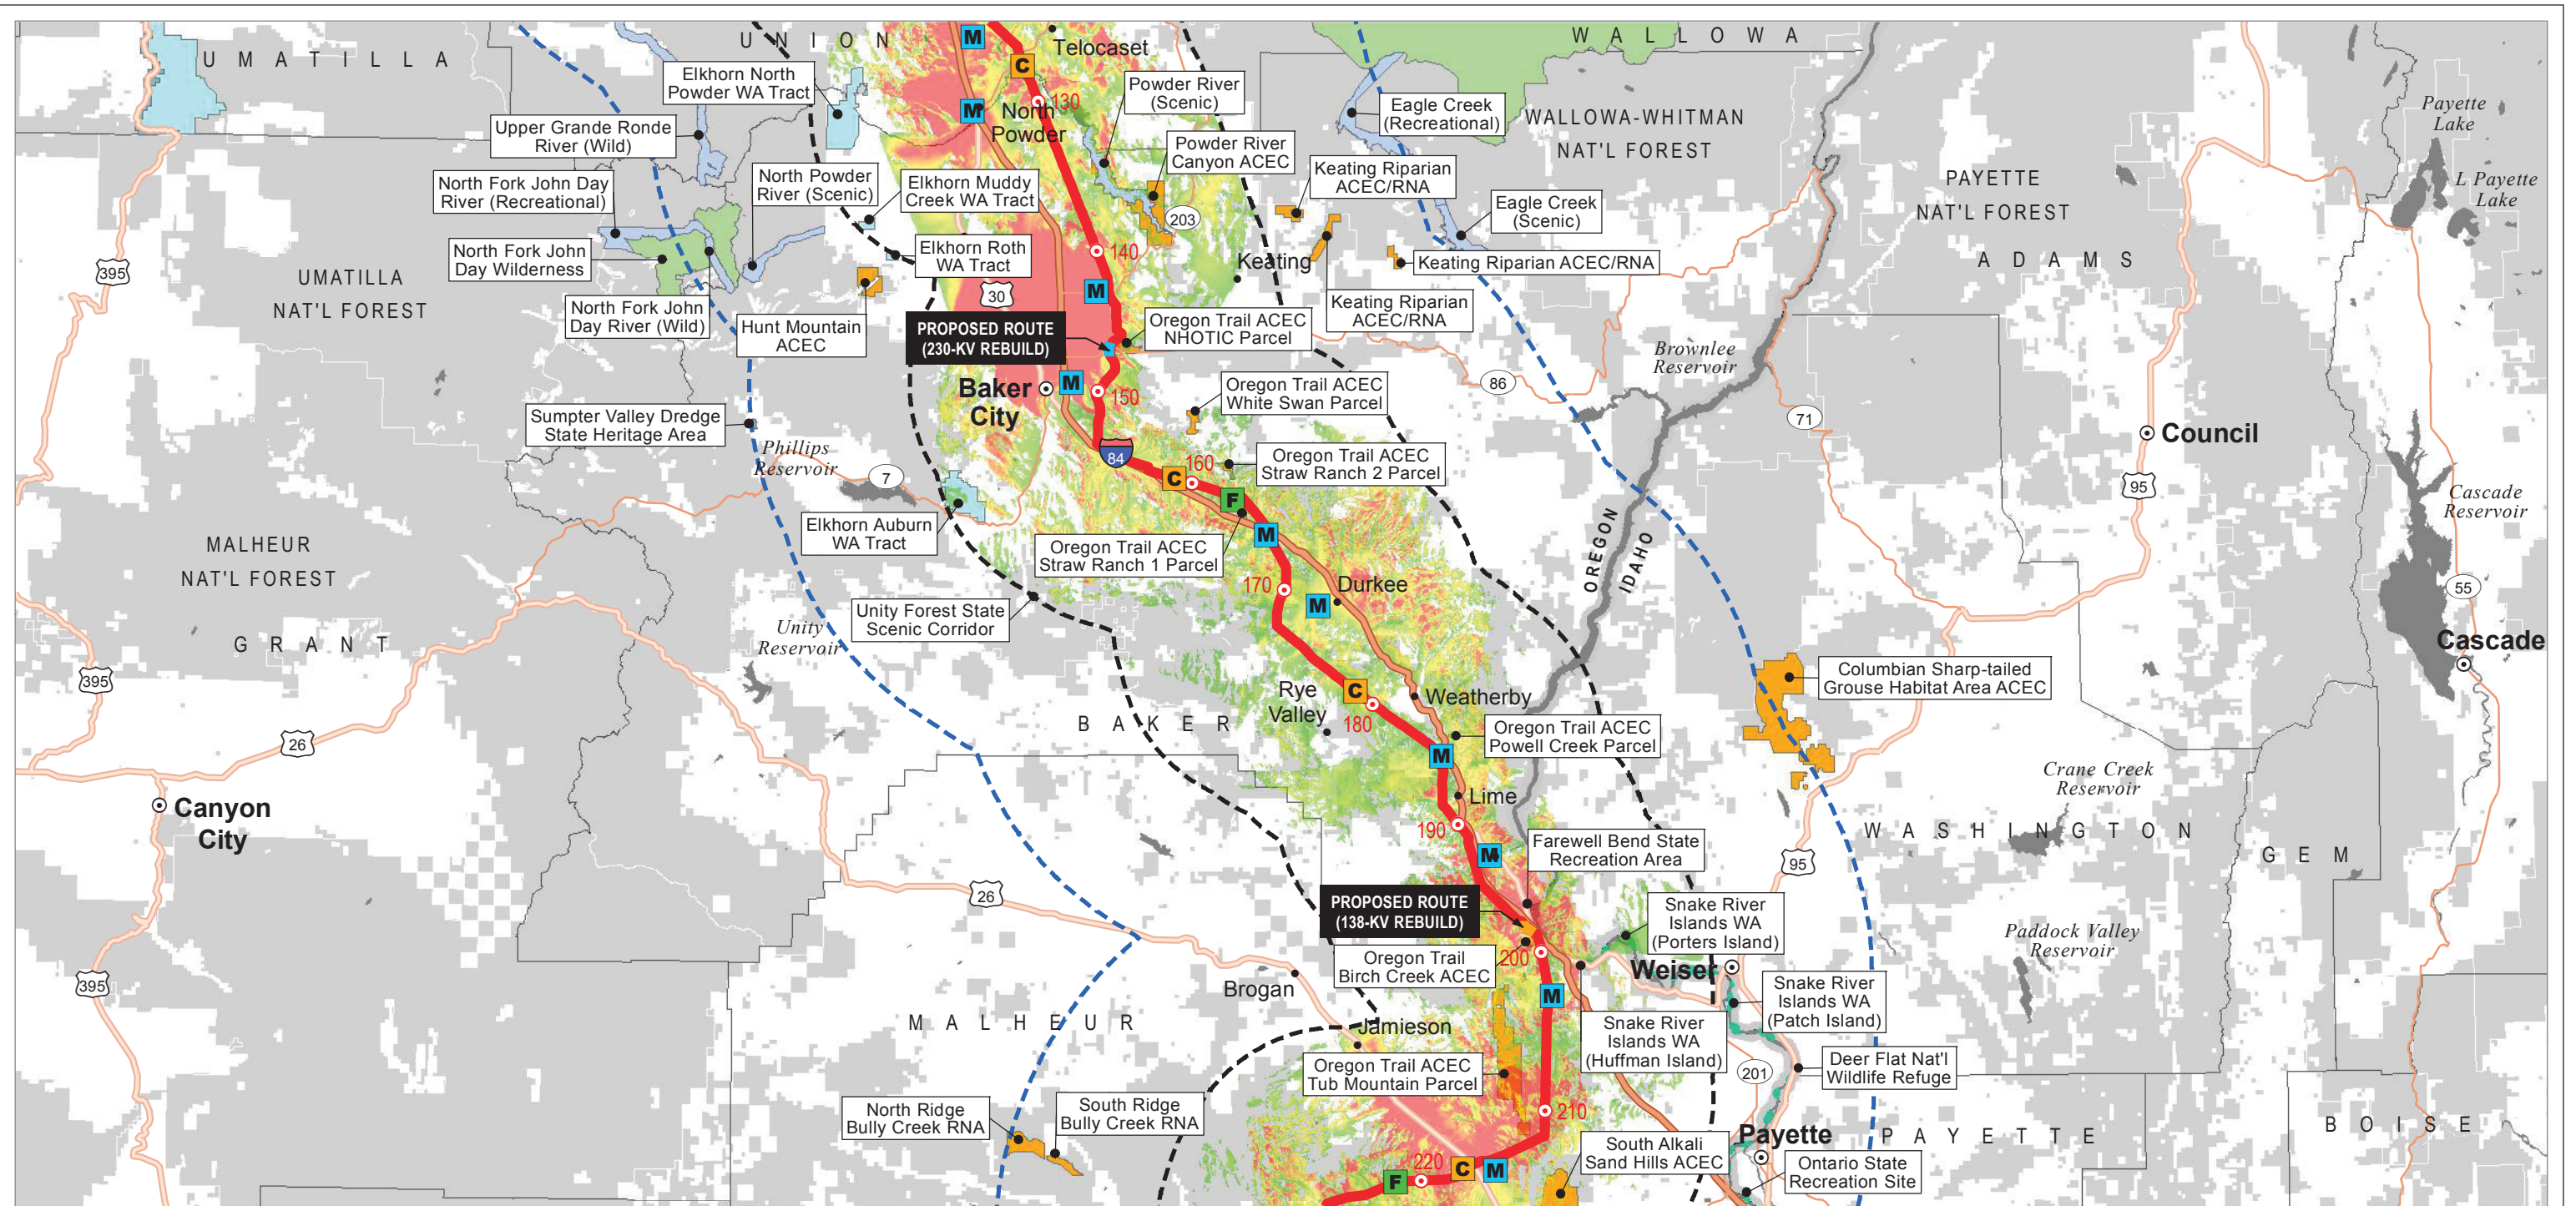 UMATILLA
UNION
WALLOWA
M
Telocaset
C
Elkhorn North
Powder WA Tract
M
130
North
Powder
Powder River
(Scenic)
Eagle Creek
(Recreational)
WALLOWA-WHITMAN
NAT'L FOREST
Payette
Lake
Upper Grande Ronde
River (Wild)
Powder River
Canyon ACEC
North Fork John Day
River (Recreational)
North Powder
River (Scenic)
Elkhorn Muddy
Creek WA Tract
Keating Riparian
ACEC/RNA
PAYETTE
NAT'L FOREST
L Payette
Lake
203
Eagle Creek
(Scenic)
North Fork John
Day Wilderness
Elkhorn Roth
WA Tract
140
Keating
Keating Riparian ACEC/RNA
ADAMS
395
UMATILLA
NAT'L FOREST
30
M
North Fork John
Day River (Wild)
Hunt Mountain
ACEC
PROPOSED ROUTE
(230-KV REBUILD)
Oregon Trail ACEC
NHOTIC Parcel
Keating Riparian
ACEC/RNA
Brownlee
Reservoir
Baker
City
M
150
Oregon Trail ACEC
White Swan Parcel
86
71
Sumpter Valley Dredge
State Heritage Area
Phillips
Reservoir
7
84
Council
C
160
Oregon Trail ACEC
Straw Ranch 2 Parcel
95
Cascade
Reservoir
F
Elkhorn Auburn
WA Tract
Oregon Trail ACEC
Straw Ranch 1 Parcel
M
OREGON
IDAHO
MALHEUR
NAT'L FOREST
170
Durkee
M
55
Unity Forest State
Scenic Corridor
Unity
Reservoir
GRANT
Cascade
395
Columbian Sharp-tailed
Grouse Habitat Area ACEC
Rye
Valley
C
180
Weatherby
BAKER
Oregon Trail ACEC
Powell Creek Parcel
26
M
Crane Creek
Reservoir
Canyon
City
Lime
190
WASHINGTON
Farewell Bend State
Recreation Area
M
95
GEM
26
PROPOSED ROUTE
(138-KV REBUILD)
Snake River
Islands WA
(Porters Island)
Paddock Valley
Reservoir
Oregon Trail
Birch Creek ACEC
200
Weiser
395
Brogan
M
Snake River
Islands WA
(Patch Island)
MALHEUR
Jamieson
Snake River
Islands WA
(Huffman Island)
Oregon Trail ACEC
Tub Mountain Parcel
201
Deer Flat Nat'l
Wildlife Refuge
North Ridge
Bully Creek RNA
South Ridge
Bully Creek RNA
210
Payette
PAYETTE
BOISE
South Alkali
Sand Hills ACEC
220
F
C
M
Ontario State
Recreation Site